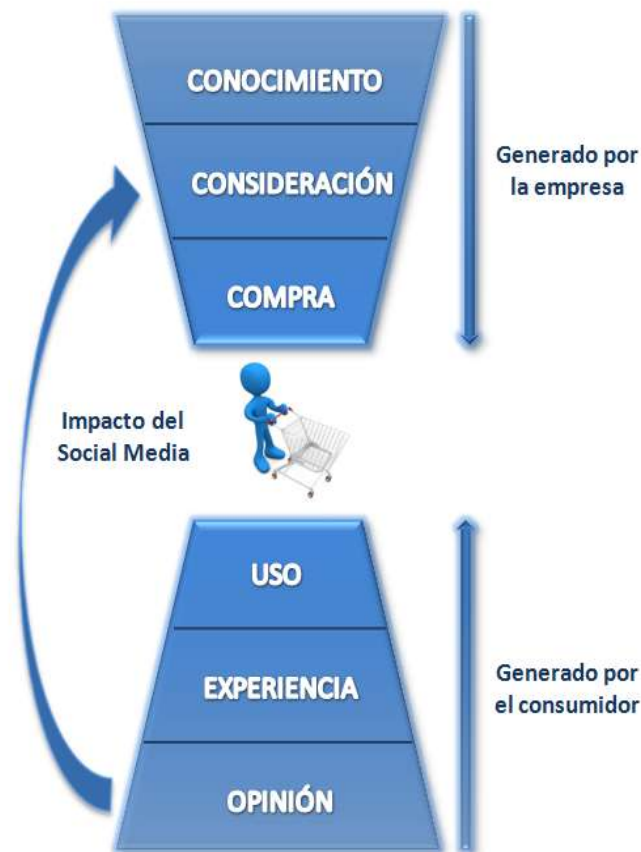 CONOCIMIENTO
CONSIDERACIÓN
COMPRA
Generado por
la empresa
Impacto del
Social Media
USO
EXPERIENCIA
OPINIÓN
Generado por
el consumidor